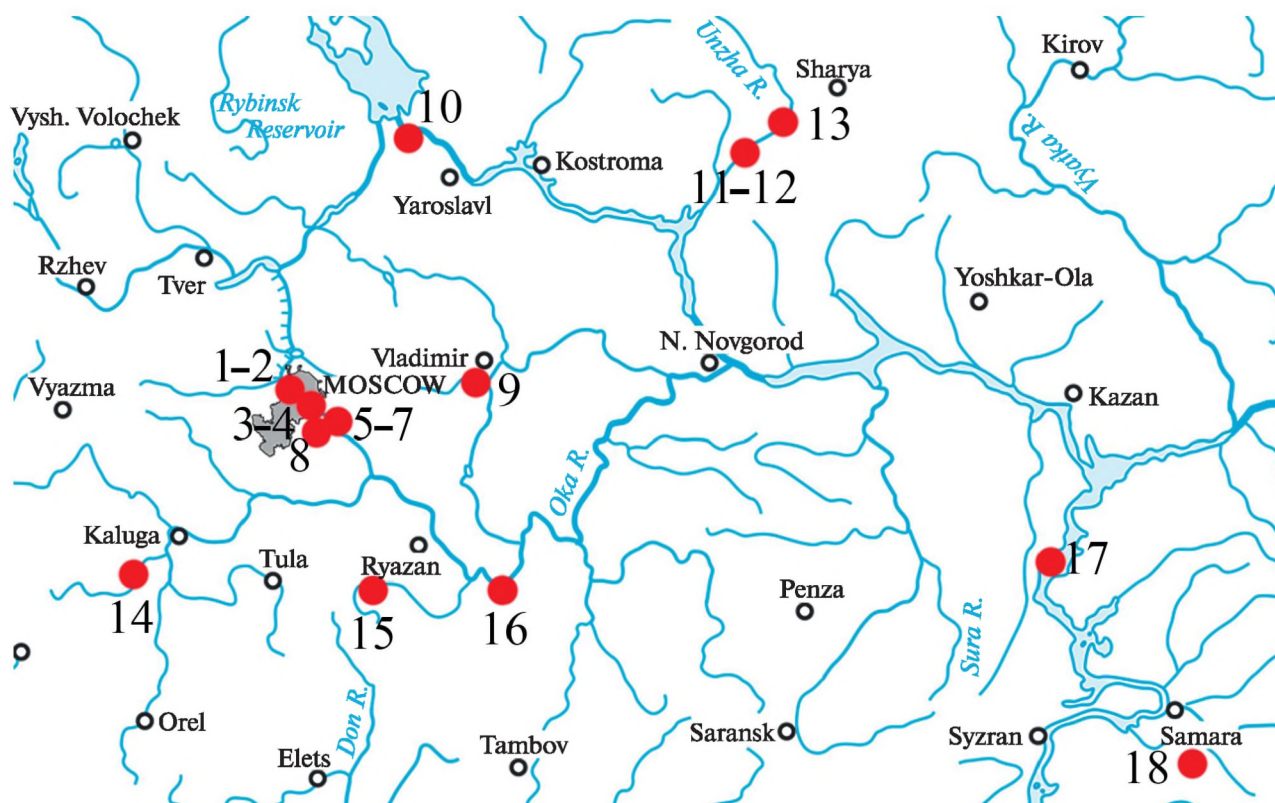 Unzha R.
Kirov
Sharya
Rybinsk
Reservoir
10
Vysh. Volochek
13
Vyatka R.
Kostroma
11–12
Yaroslavl
Rzhev
Tver
Yoshkar-Ola
N. Novgorod
Vladimir
1–2
MOSCOW
9
Vyazma
Kazan
3–4
5–7
8
Oka R.
Kaluga
Tula
Ryazan
17
Penza
14
15
16
Sura R.
Don R.
Orel
Saransk
Syzran
Samara
Tambov
Elets
18